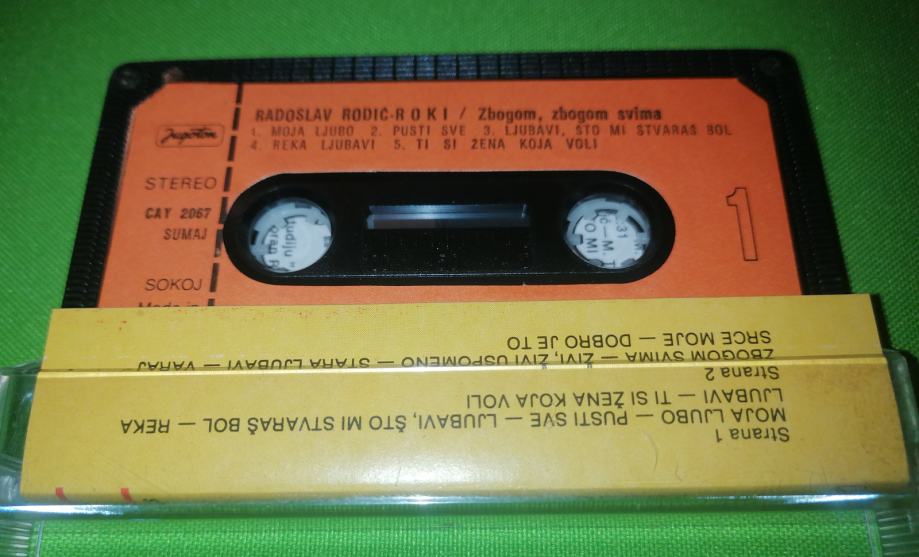 RADOSLAV RODIĆ-ROKI / Zbogom, zbogom svima
1. MOJA LJUBO 2. PUSTI SVE 3. LJUBAVI, ŠTO MI STVARAŠ BOL
4. REKA LJUBAVI 5. TI SI ŽENA KOJA VOLI
Jugoton
STEREO
CAY 2067
SUMAJ
SOKOJ
Made in
1
Strana 1
MOJA LJUBO — PUSTI SVE — LJUBAVI, ŠTO MI STVARAŠ BOL — REKA
LJUBAVI — TI SI ŽENA KOJA VOLI
Strana 2
ZBOGOM SVIMA — ŽIVI, ŽIVI USPOMENO — STARA LJUBAVI — VARAJ
SRCE MOJE — DOBRO JE TO